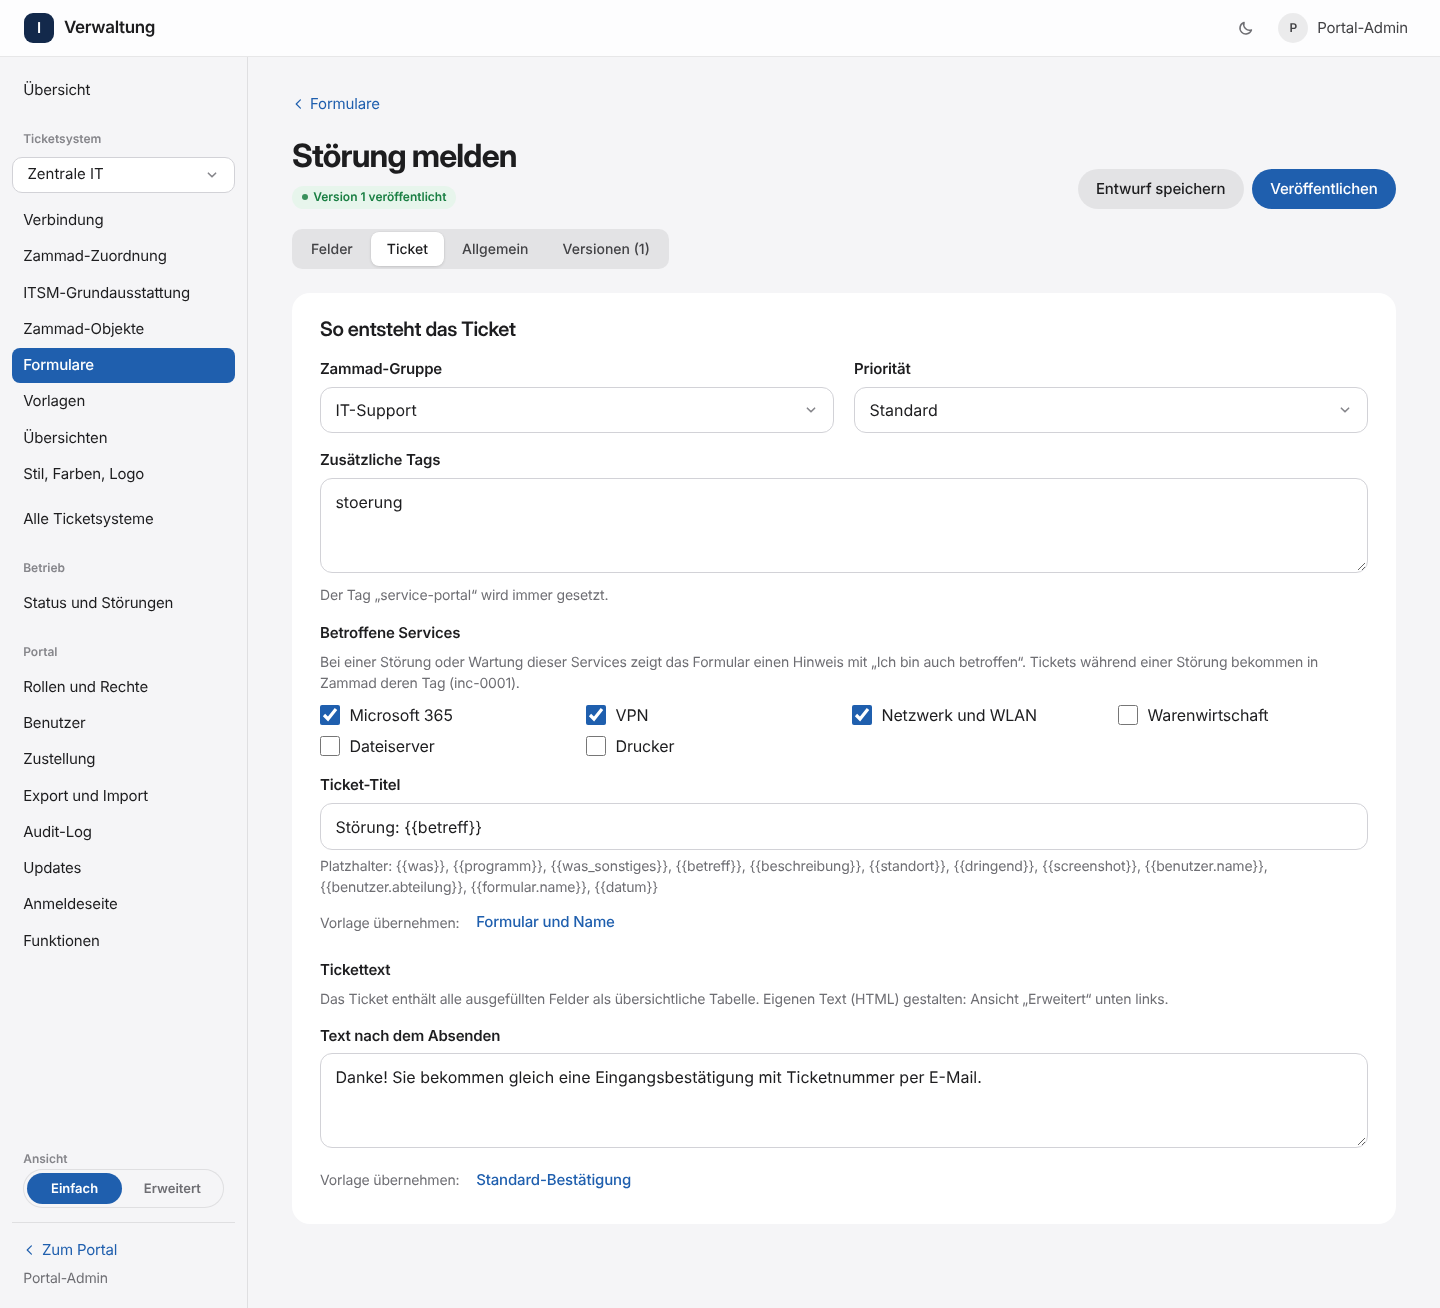 I
Verwaltung
P
Portal-Admin
Übersicht
Ticketsystem
Zentrale IT
Verbindung
Zammad-Zuordnung
ITSM-Grundausstattung
Zammad-Objekte
Formulare
Vorlagen
Übersichten
Stil, Farben, Logo
Alle Ticketsysteme
Betrieb
Status und Störungen
Portal
Rollen und Rechte
Benutzer
Zustellung
Export und Import
Audit-Log
Updates
Anmeldeseite
Funktionen
Ansicht
Einfach
Erweitert
Zum Portal
Portal-Admin
Formulare
Störung melden
Version 1 veröffentlicht
Entwurf speichern
Veröffentlichen
Felder
Ticket
Allgemein
Versionen (1)
So entsteht das Ticket
Zammad-Gruppe
Priorität
IT-Support
Standard
Zusätzliche Tags
stoerung
Der Tag „service-portal“ wird immer gesetzt.
Betroffene Services
Bei einer Störung oder Wartung dieser Services zeigt das Formular einen Hinweis mit „Ich bin auch betroffen“. Tickets während einer Störung bekommen in
Zammad deren Tag (inc-0001).
Microsoft 365
VPN
Netzwerk und WLAN
Warenwirtschaft
Dateiserver
Drucker
Ticket-Titel
Störung: {{betreff}}
Platzhalter: {{was}}, {{programm}}, {{was_sonstiges}}, {{betreff}}, {{beschreibung}}, {{standort}}, {{dringend}}, {{screenshot}}, {{benutzer.name}},
{{benutzer.abteilung}}, {{formular.name}}, {{datum}}
Vorlage übernehmen: Formular und Name
Tickettext
Das Ticket enthält alle ausgefüllten Felder als übersichtliche Tabelle. Eigenen Text (HTML) gestalten: Ansicht „Erweitert“ unten links.
Text nach dem Absenden
Danke! Sie bekommen gleich eine Eingangsbestätigung mit Ticketnummer per E-Mail.
Vorlage übernehmen: Standard-Bestätigung